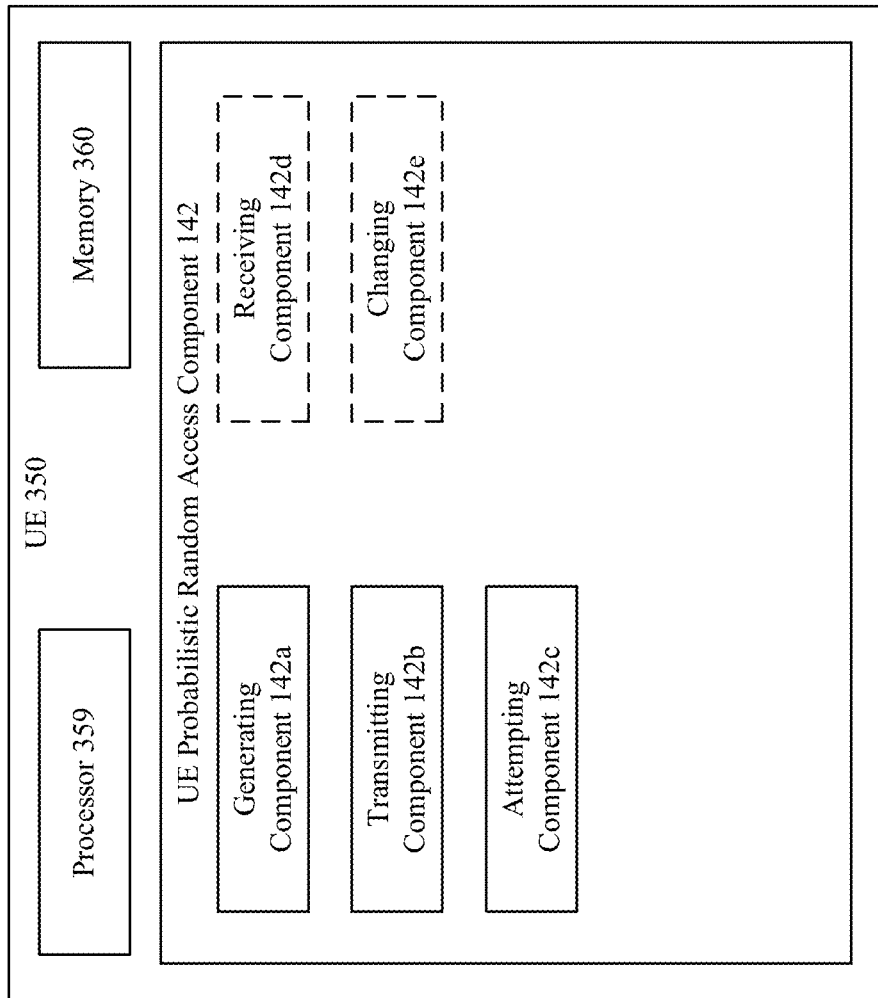 UE 350
Processor 359
Memory 360
UE Probabilistic Random Access Component 142
Generating
Component 142a
Receiving
Component 142d
Transmitting
Component 142b
Changing
Component 142e
Attempting
Component 142c